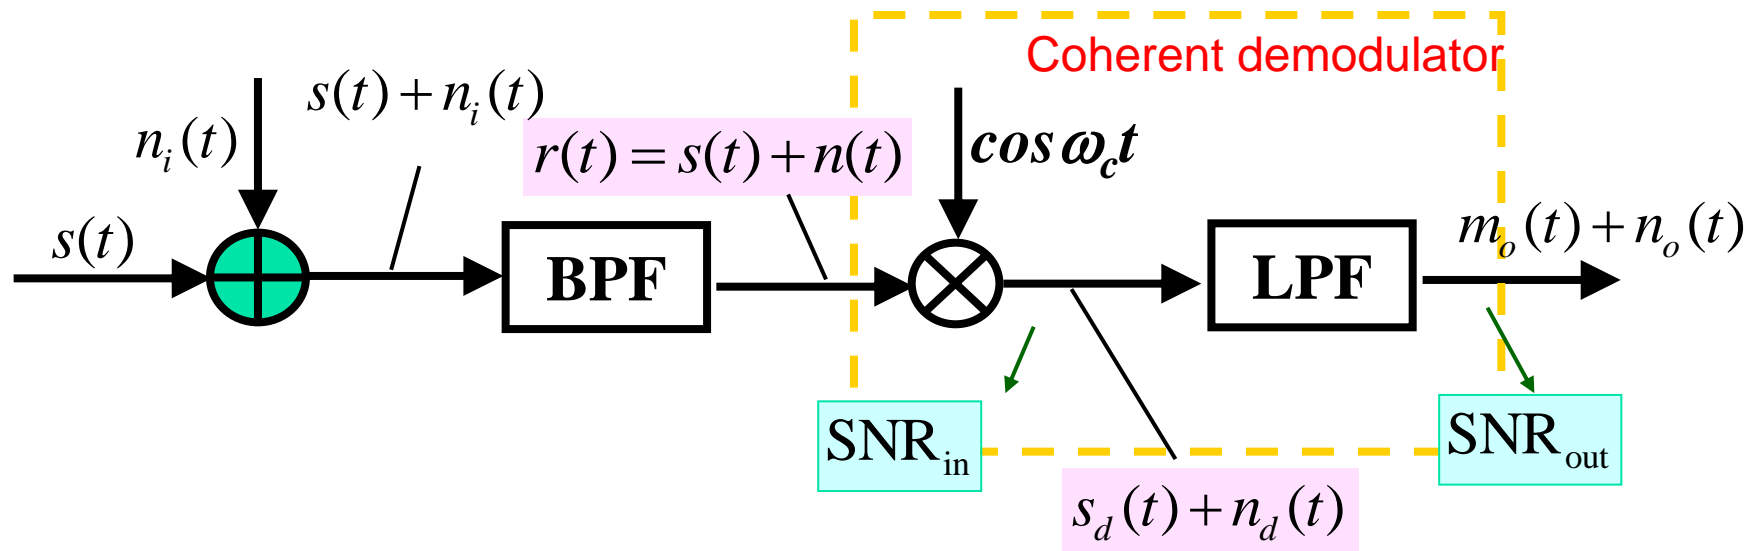 Coherent demodulator
s(t) + n_i(t)
n_i(t)
r(t) = s(t) + n(t)
cos ω_c t
s(t)
BPF
LPF
m_o(t) + n_o(t)
SNR_in
SNR_out
s_d(t) + n_d(t)